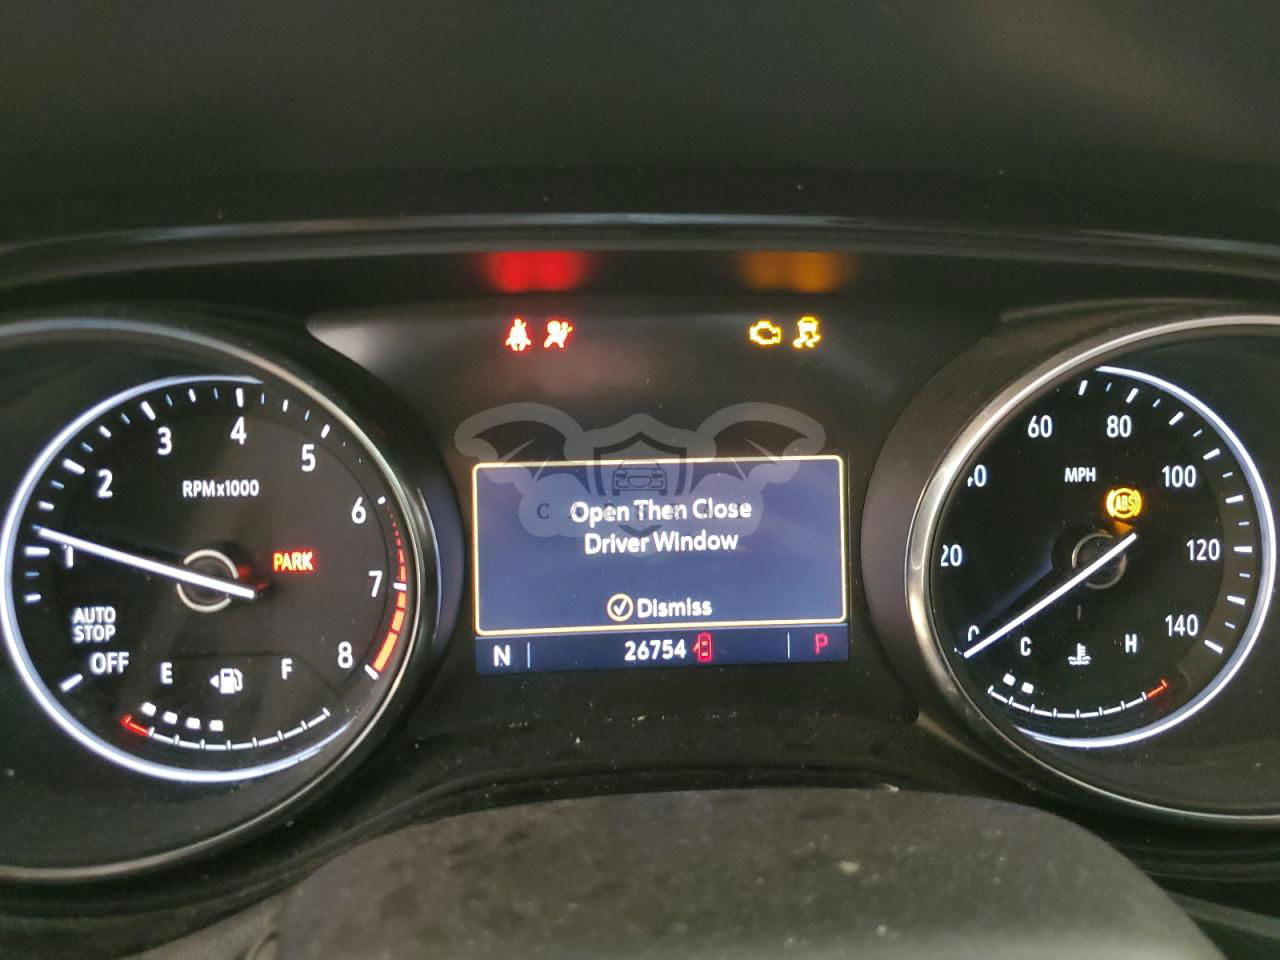 1
2
3
4
5
6
7
8
RPMx1000
PARK
AUTO
STOP
OFF
E
F
Open Then Close
Driver Window
Dismiss
N
26754
P
0
20
60
80
100
120
140
MPH
ABS
C
H